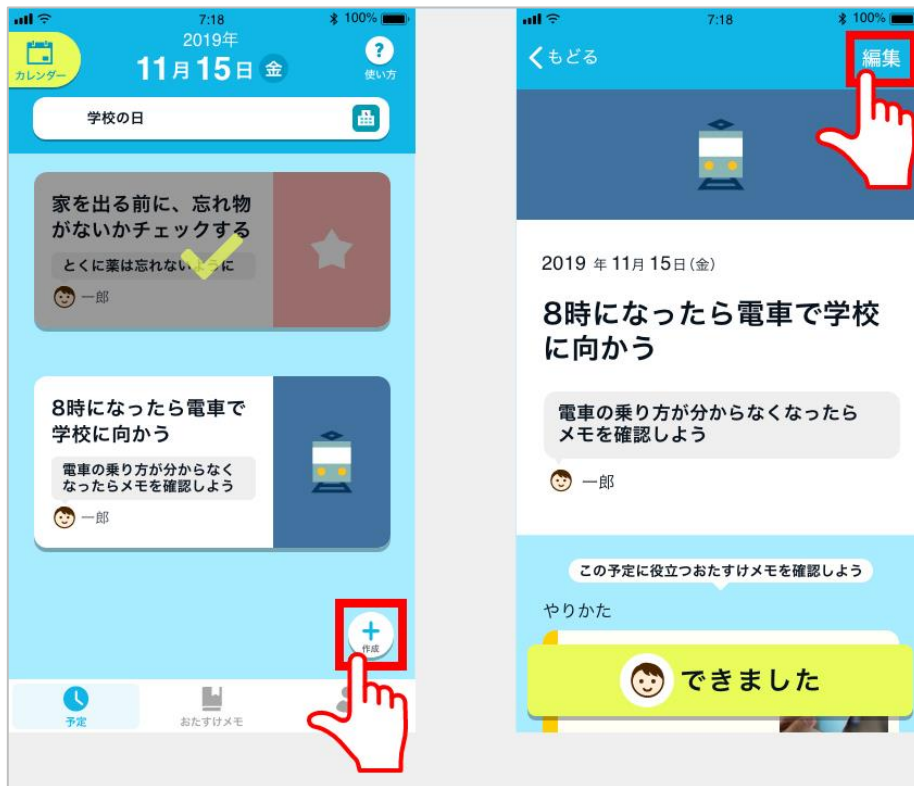 7:18
100%
カレンダー
2019年
11月15日 金
?
使い方
学校の日
家を出る前に、忘れ物
がないかチェックする
とくに薬は忘れないように
一郎
8時になったら電車で
学校に向かう
電車の乗り方が分からなく
なったらメモを確認しよう
一郎
作成
予定
おたすけメモ
7:18
100%
もどる
編集
2019 年 11月 15日(金)
8時になったら電車で学校
に向かう
電車の乗り方が分からなくなったら
メモを確認しよう
一郎
この予定に役立つおたすけメモを確認しよう
やりかた
できました